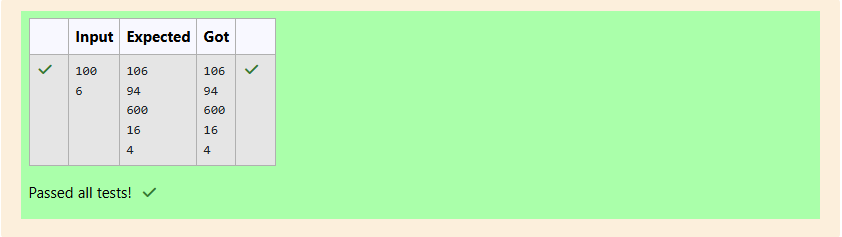 Input Expected Got
100 106 106
6 94 94
600 600
16 16
4 4
Passed all tests!